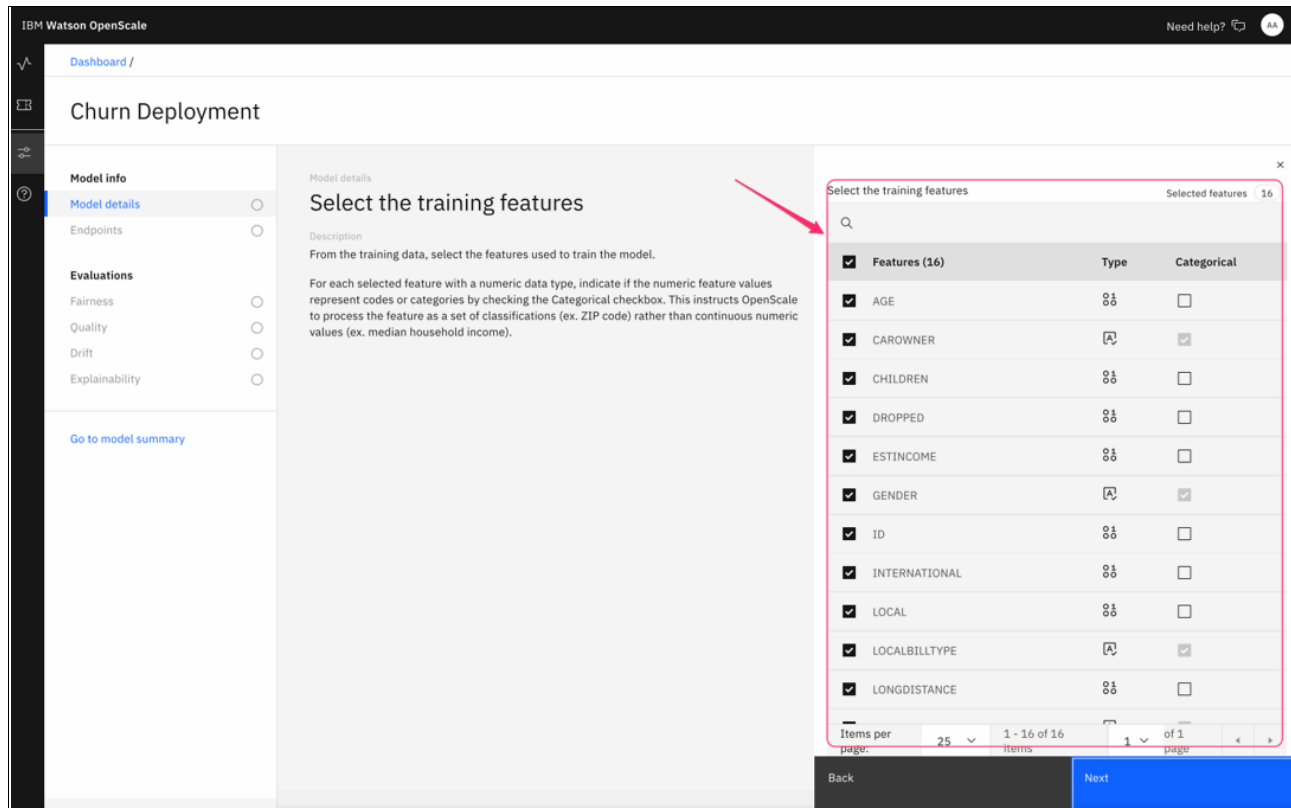 IBM Watson OpenScale
Need help?
AA
Dashboard /
Churn Deployment
Model info
Model details
Endpoints
Evaluations
Fairness
Quality
Drift
Explainability
Go to model summary
Model details
Select the training features
Description
From the training data, select the features used to train the model.
For each selected feature with a numeric data type, indicate if the numeric feature values
represent codes or categories by checking the Categorical checkbox. This instructs OpenScale
to process the feature as a set of classifications (ex. ZIP code) rather than continuous numeric
values (ex. median household income).
Select the training features
Selected features 16
Features (16) Type Categorical
AGE
CAROWNER
CHILDREN
DROPPED
ESTINCOME
GENDER
ID
INTERNATIONAL
LOCAL
LOCALBILLTYPE
LONGDISTANCE
Items per
page:
25
1 - 16 of 16
items
1
of 1
page
Back
Next